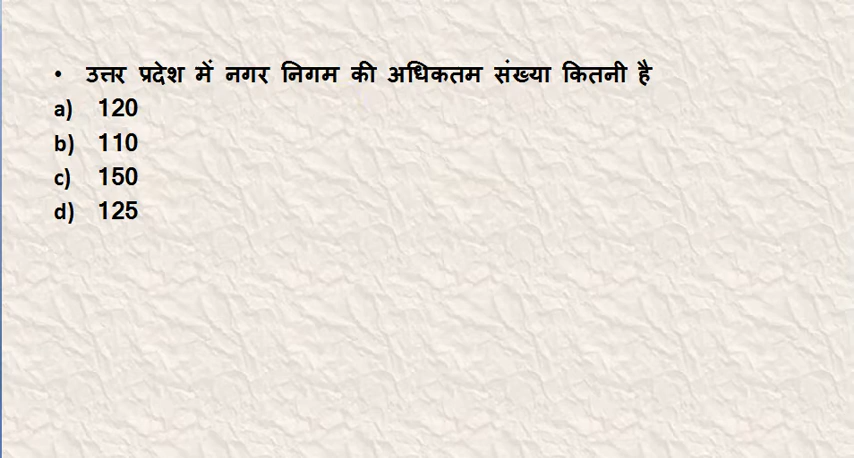 • उत्तर प्रदेश में नगर निगम की अधिकतम संख्या कितनी है
a) 120
b) 110
c) 150
d) 125